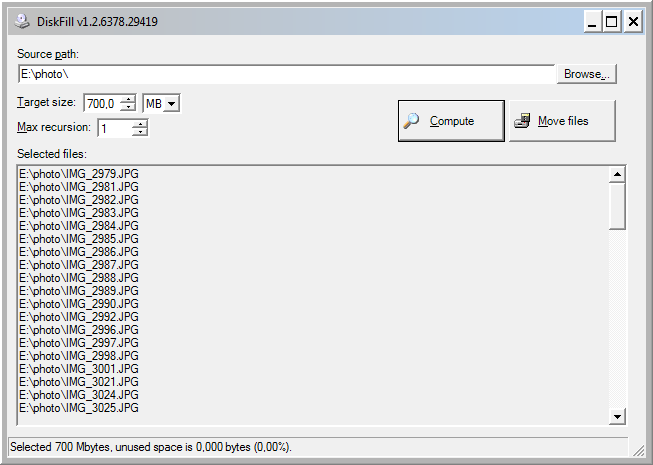 DiskFill v1.2.6378.29419
Source path:
E:\photo\
Browse...
Target size: 700,0 MB
Max recursion: 1
Compute
Move files
Selected files:
E:\photo\IMG_2979.JPG
E:\photo\IMG_2981.JPG
E:\photo\IMG_2982.JPG
E:\photo\IMG_2983.JPG
E:\photo\IMG_2984.JPG
E:\photo\IMG_2985.JPG
E:\photo\IMG_2986.JPG
E:\photo\IMG_2987.JPG
E:\photo\IMG_2988.JPG
E:\photo\IMG_2989.JPG
E:\photo\IMG_2990.JPG
E:\photo\IMG_2992.JPG
E:\photo\IMG_2996.JPG
E:\photo\IMG_2997.JPG
E:\photo\IMG_2998.JPG
E:\photo\IMG_3001.JPG
E:\photo\IMG_3021.JPG
E:\photo\IMG_3024.JPG
E:\photo\IMG_3025.JPG
Selected 700 Mbytes, unused space is 0,000 bytes (0,00%).